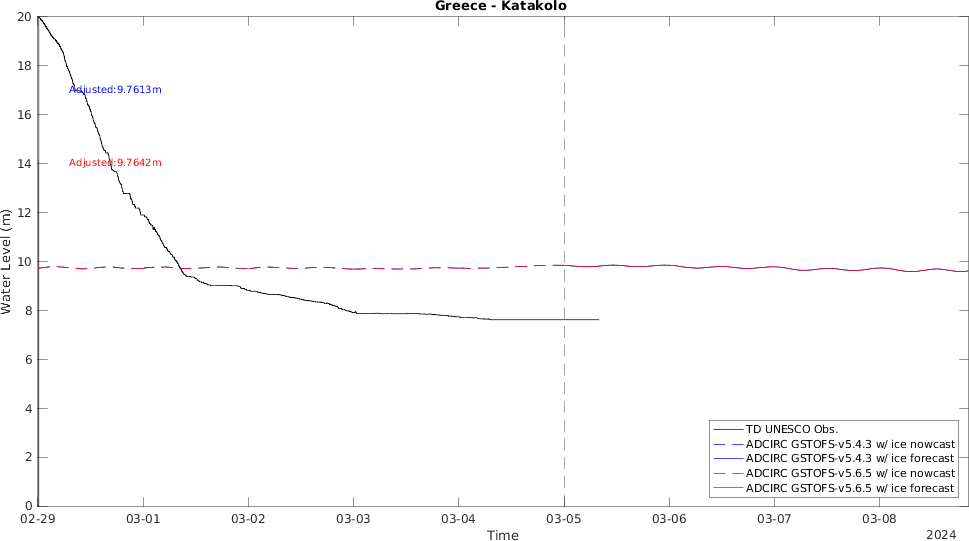 Greece - Katakolo
20
18
16
14
12
10
8
6
4
2
0
Water Level (m)
Adjusted:9.7613m
Adjusted:9.7642m
TD UNESCO Obs.
ADCIRC GSTOFS-v5.4.3 w/ ice nowcast
ADCIRC GSTOFS-v5.4.3 w/ ice forecast
ADCIRC GSTOFS-v5.6.5 w/ ice nowcast
ADCIRC GSTOFS-v5.6.5 w/ ice forecast
02-29 03-01 03-02 03-03 03-04 03-05 03-06 03-07 03-08
Time
2024